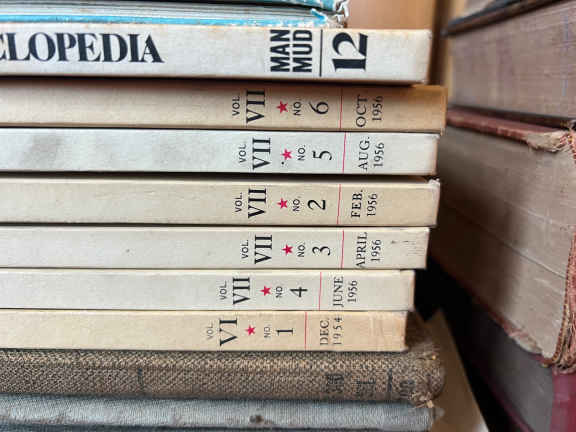 CLOPEDIA MAN MUD 12
VOL. VII ★ NO. 6 OCT 1956
VOL. VII ★ NO. 5 AUG. 1956
VOL. VII ★ NO. 2 FEB. 1956
VOL. VII ★ NO. 3 APRIL 1956
VOL. VII ★ NO. 4 JUNE 1956
VOL. VI ★ NO. 1 DEC. 1954